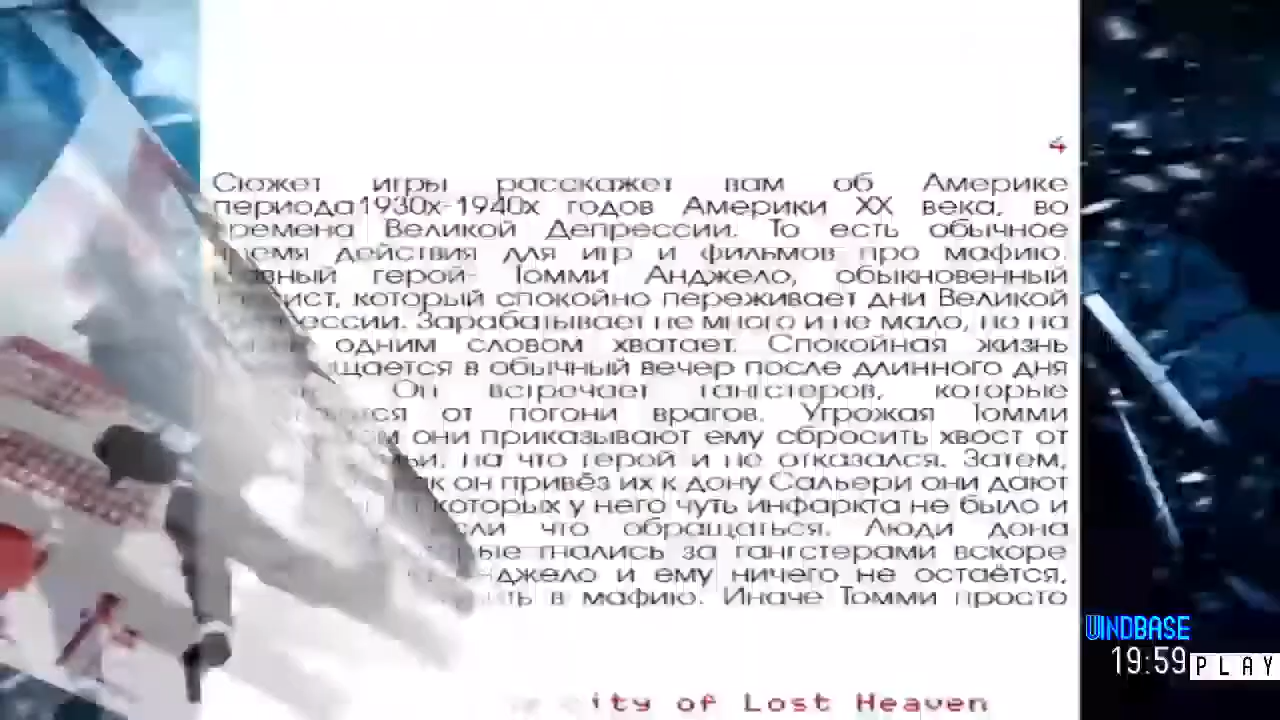 4
Сюжет игры расскажет вам об Америке
периода1930х-1940х годов Америки XX века, во
времена Великой Депрессии. То есть обычное
время действия для игр и фильмов про мафию.
герой- Томми Анджело, обыкновенный
который спокойно переживает дни Великой
Зарабатывает не много и не мало, но на
одним словом хватает. Спокойная жизнь
в обычный вечер после длинного дня
Он встречает гангстеров, которые
от погони врагов. Угрожая Томми
они приказывают ему сбросить хвост от
на что герой и не отказался. Затем,
он привёз их к дону Сальери они дают
которых у него чуть инфаркта не было и
что обращаться. Люди дона
гнались за гангстерами вскоре
и ему ничего не остаётся,
в мафию. Иначе Томми просто
city of Lost Heaven
WINDBASE
19:59 PLAY